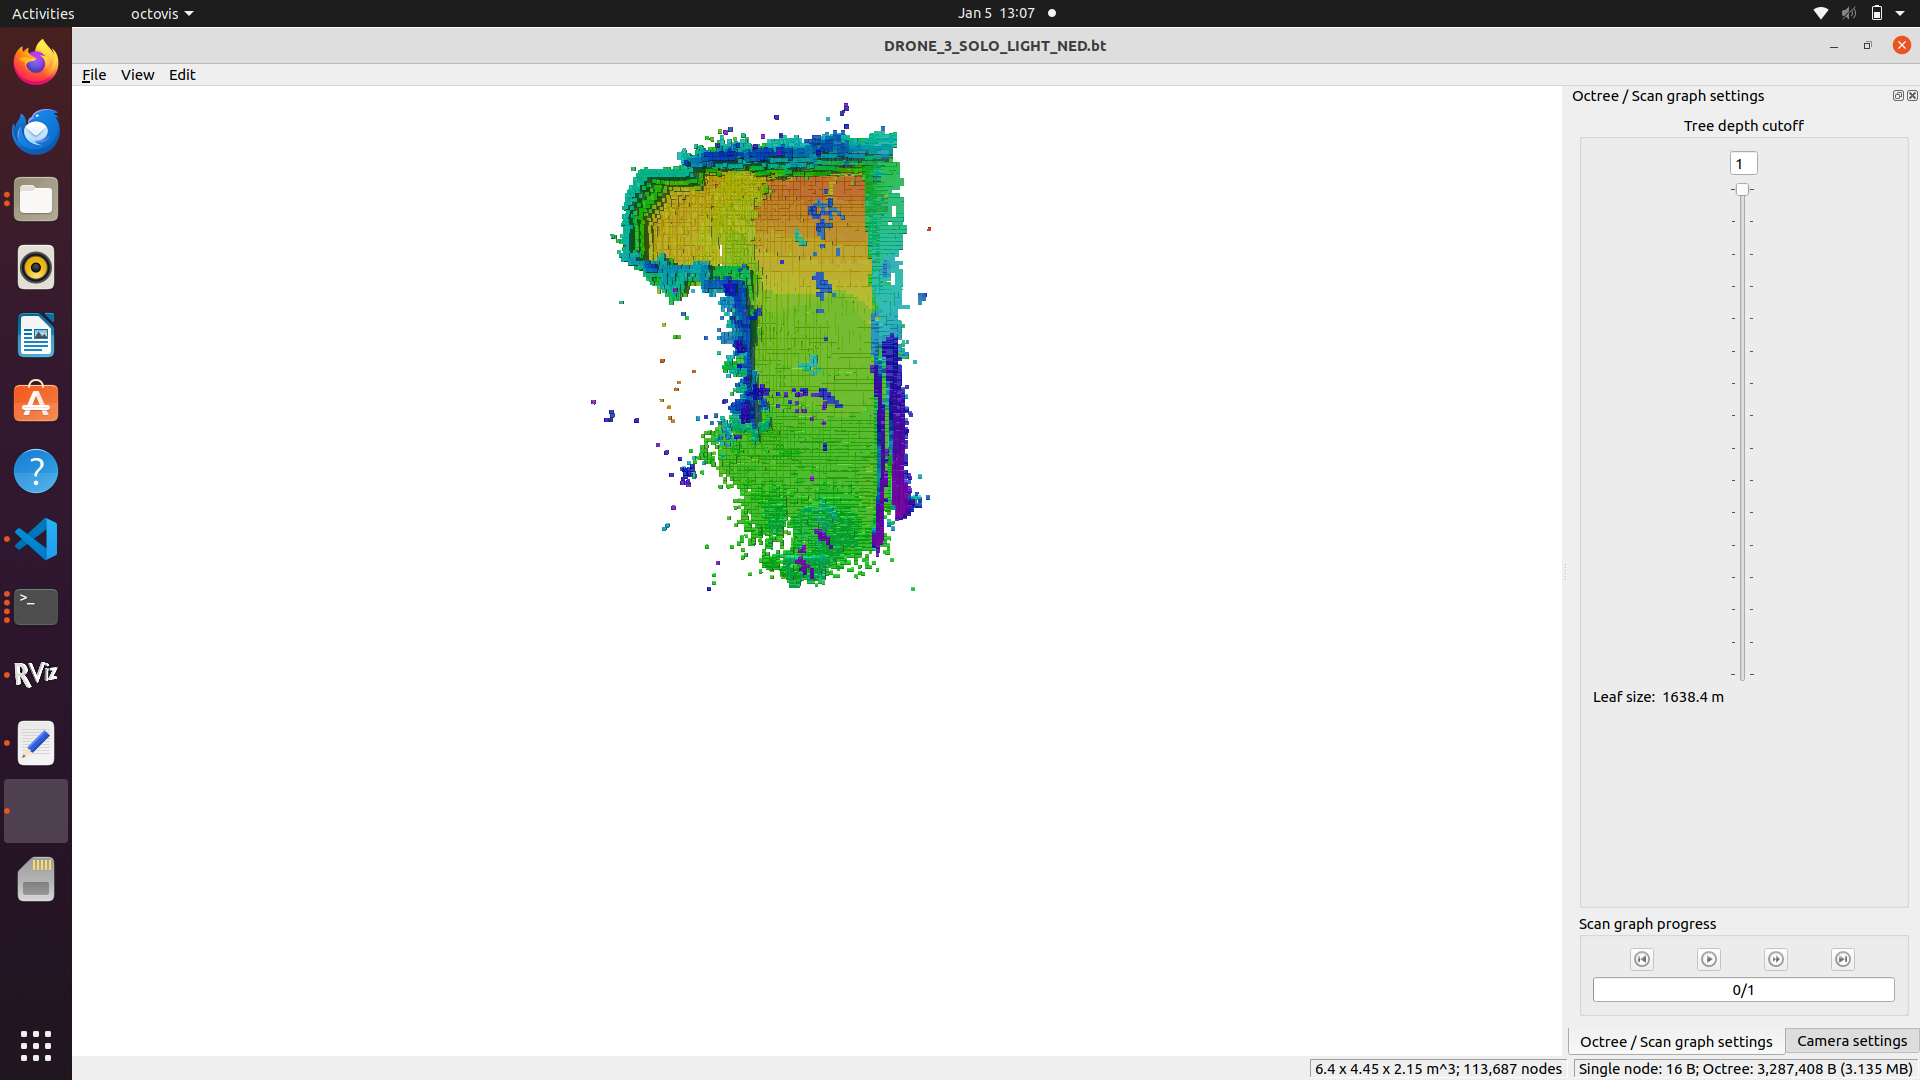 Activities
octovis
Jan 5 13:07
DRONE_3_SOLO_LIGHT_NED.bt
File View Edit
Octree / Scan graph settings
Tree depth cutoff
1
Leaf size: 1638.4 m
RViz
Scan graph progress
0/1
Octree / Scan graph settings
Camera settings
6.4 x 4.45 x 2.15 m^3; 113,687 nodes
Single node: 16 B; Octree: 3,287,408 B (3.135 MB)